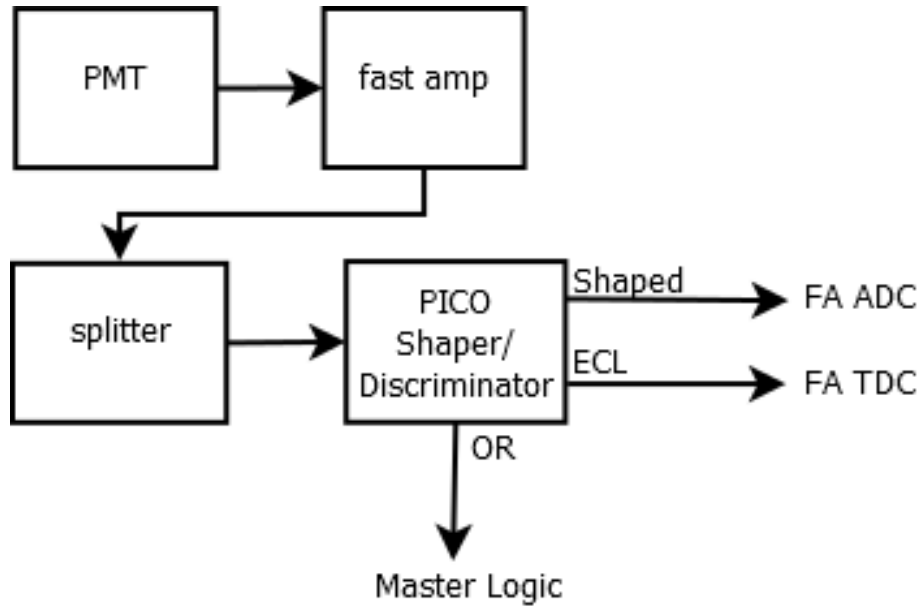 PMT
fast amp
splitter
PICO
Shaper/
Discriminator
Shaped
FA ADC
ECL
FA TDC
OR
Master Logic